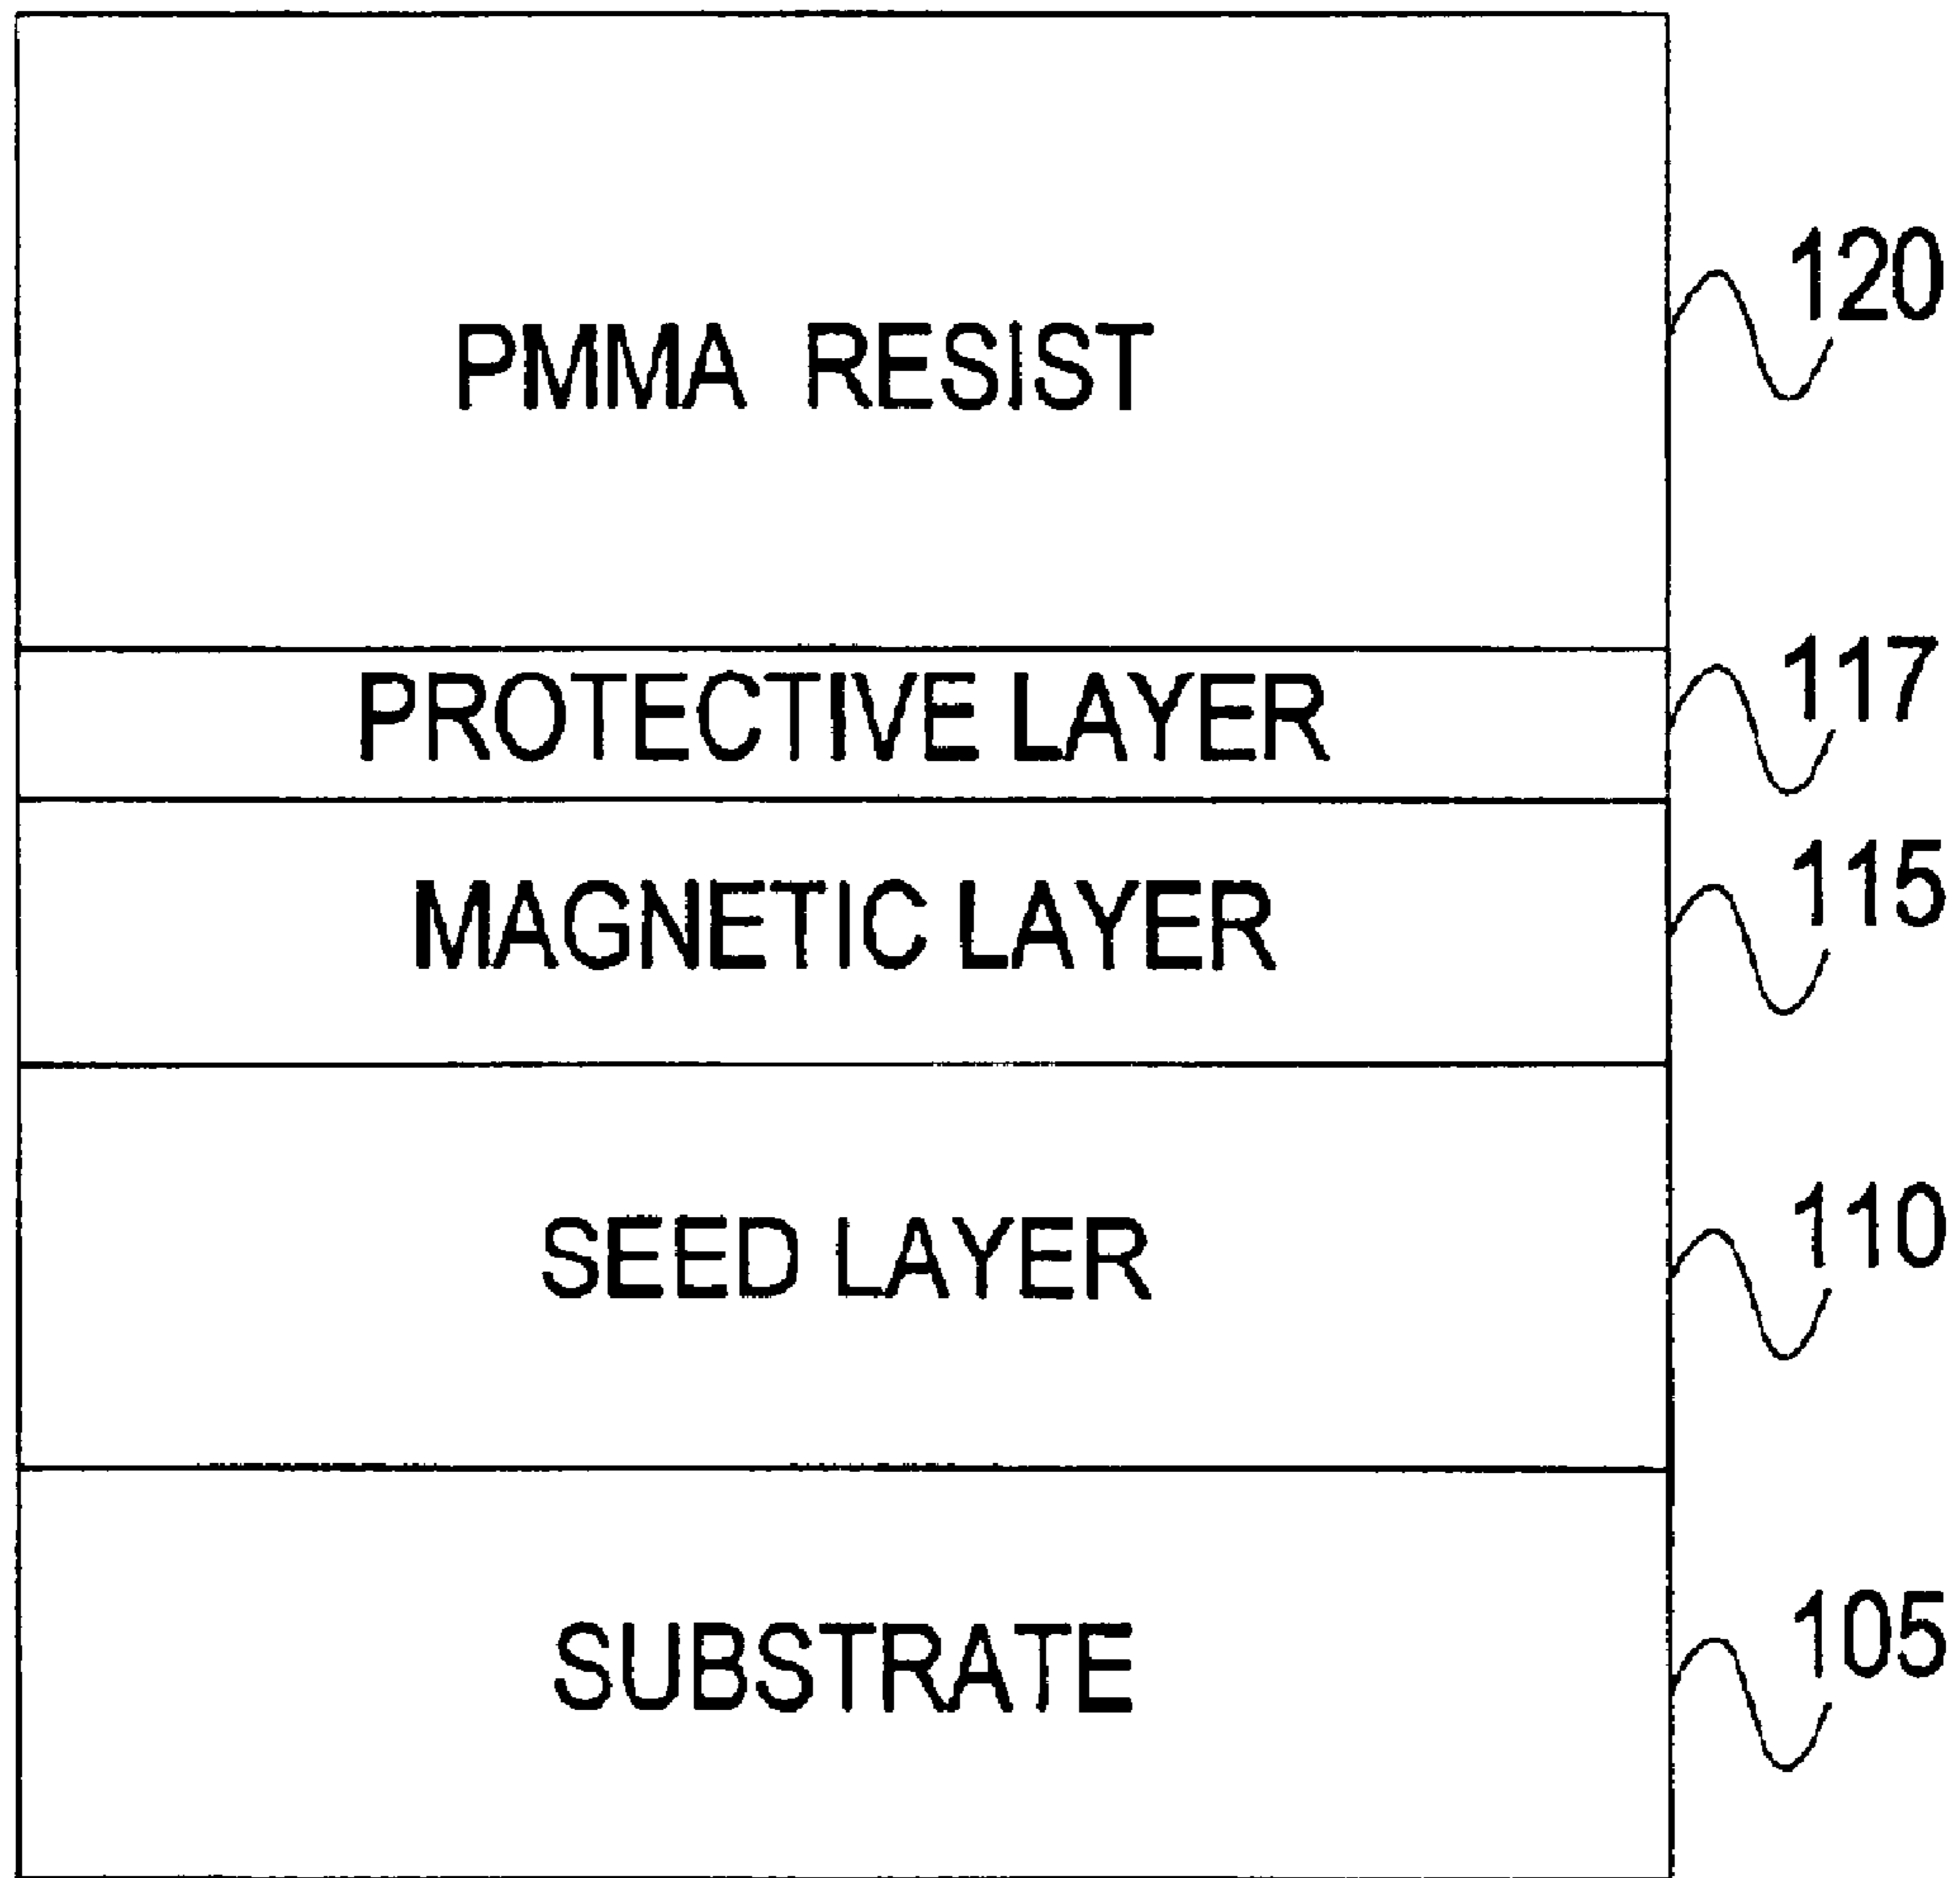 120
PMMA RESIST
117
PROTECTIVE LAYER
115
MAGNETIC LAYER
110
SEED LAYER
105
SUBSTRATE